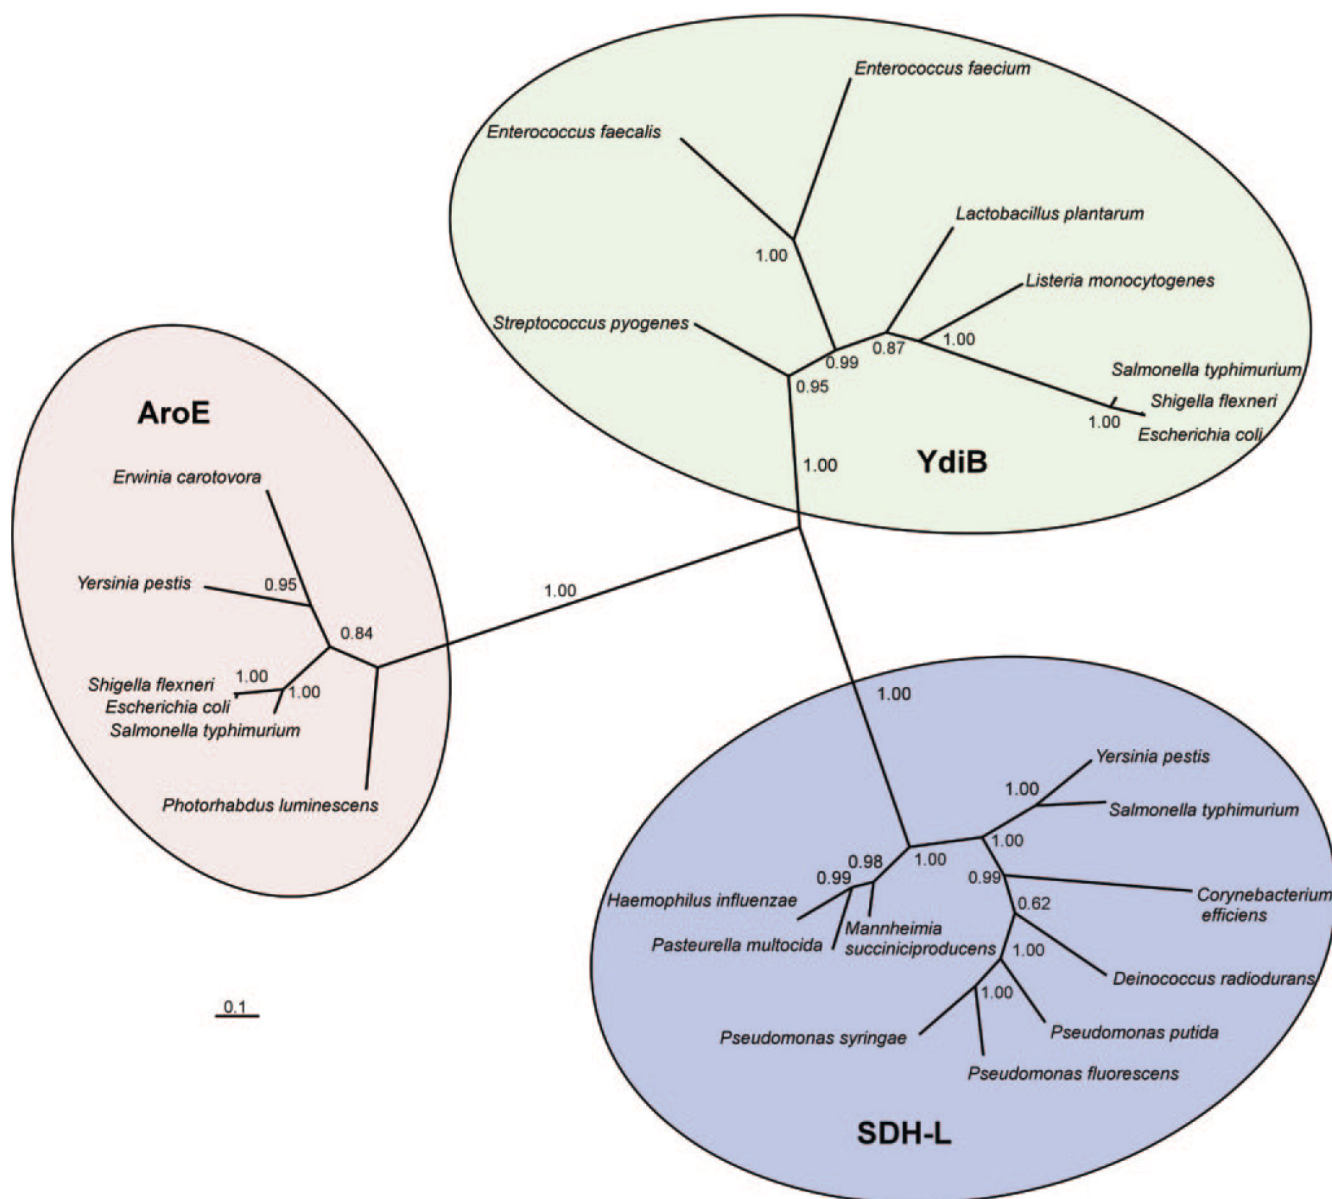 Enterococcus faecium
Enterococcus faecalis
Lactobacillus plantarum
1.00
Listeria monocytogenes
Streptococcus pyogenes
1.00
0.87
0.99
Salmonella typhimurium
0.95
Shigella flexneri
1.00
Escherichia coli
YdiB
1.00
AroE
Erwinia carotovora
Yersinia pestis
0.95
1.00
0.84
1.00
Shigella flexneri
1.00
Escherichia coli
Salmonella typhimurium
Photorhabdus luminescens
1.00
Yersinia pestis
1.00
Salmonella typhimurium
1.00
1.00
0.98
0.99
0.99
Haemophilus influenzae
Corynebacterium
efficiens
0.62
Mannheimia
succiniciproducens
Pasteurella multocida
1.00
Deinococcus radiodurans
1.00
Pseudomonas syringae
Pseudomonas putida
Pseudomonas fluorescens
SDH-L
0.1